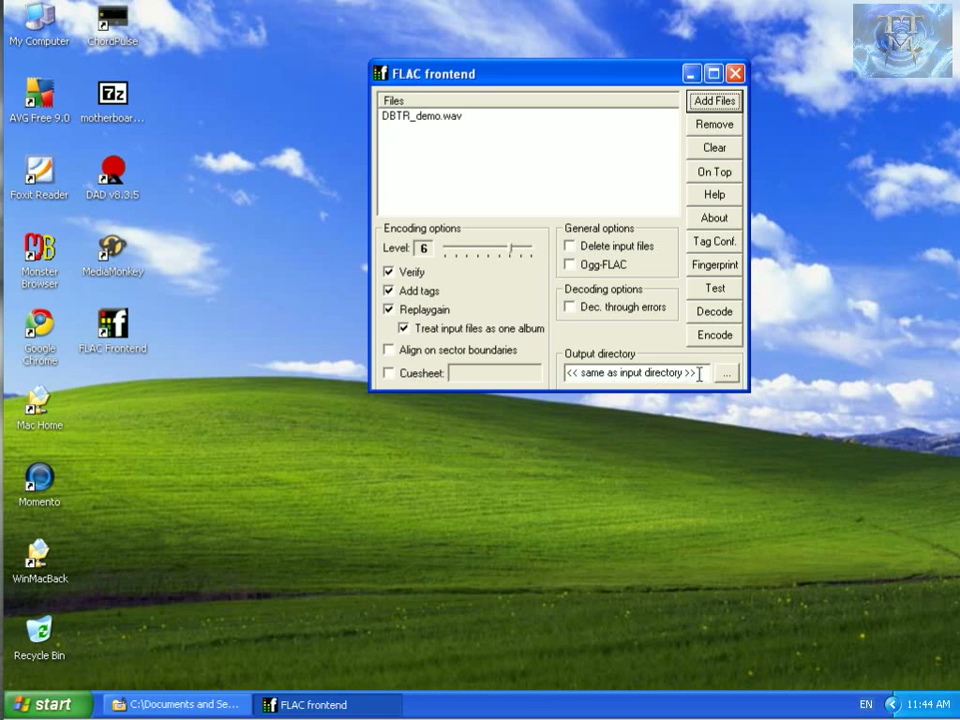 My Computer
ChordPulse
AVG Free 9.0
7z
motherboar...
Foxit Reader
DAD v8.3.5
Monster
Browser
MediaMonkey
Google
Chrome
FLAC Frontend
Mac Home
Momento
WinMacBack
Recycle Bin
TTM
FLAC frontend
Files
DBTR_demo.wav
Add Files
Remove
Clear
On Top
Help
About
Tag Conf.
Fingerprint
Test
Decode
Encode
Encoding options
Level: 6
Verify
Add tags
Replaygain
Treat input files as one album
Align on sector boundaries
Cuesheet:
General options
Delete input files
Ogg-FLAC
Decoding options
Dec. through errors
Output directory
<< same as input directory >>
...
start
C:\Documents and Se...
FLAC frontend
EN
11:44 AM